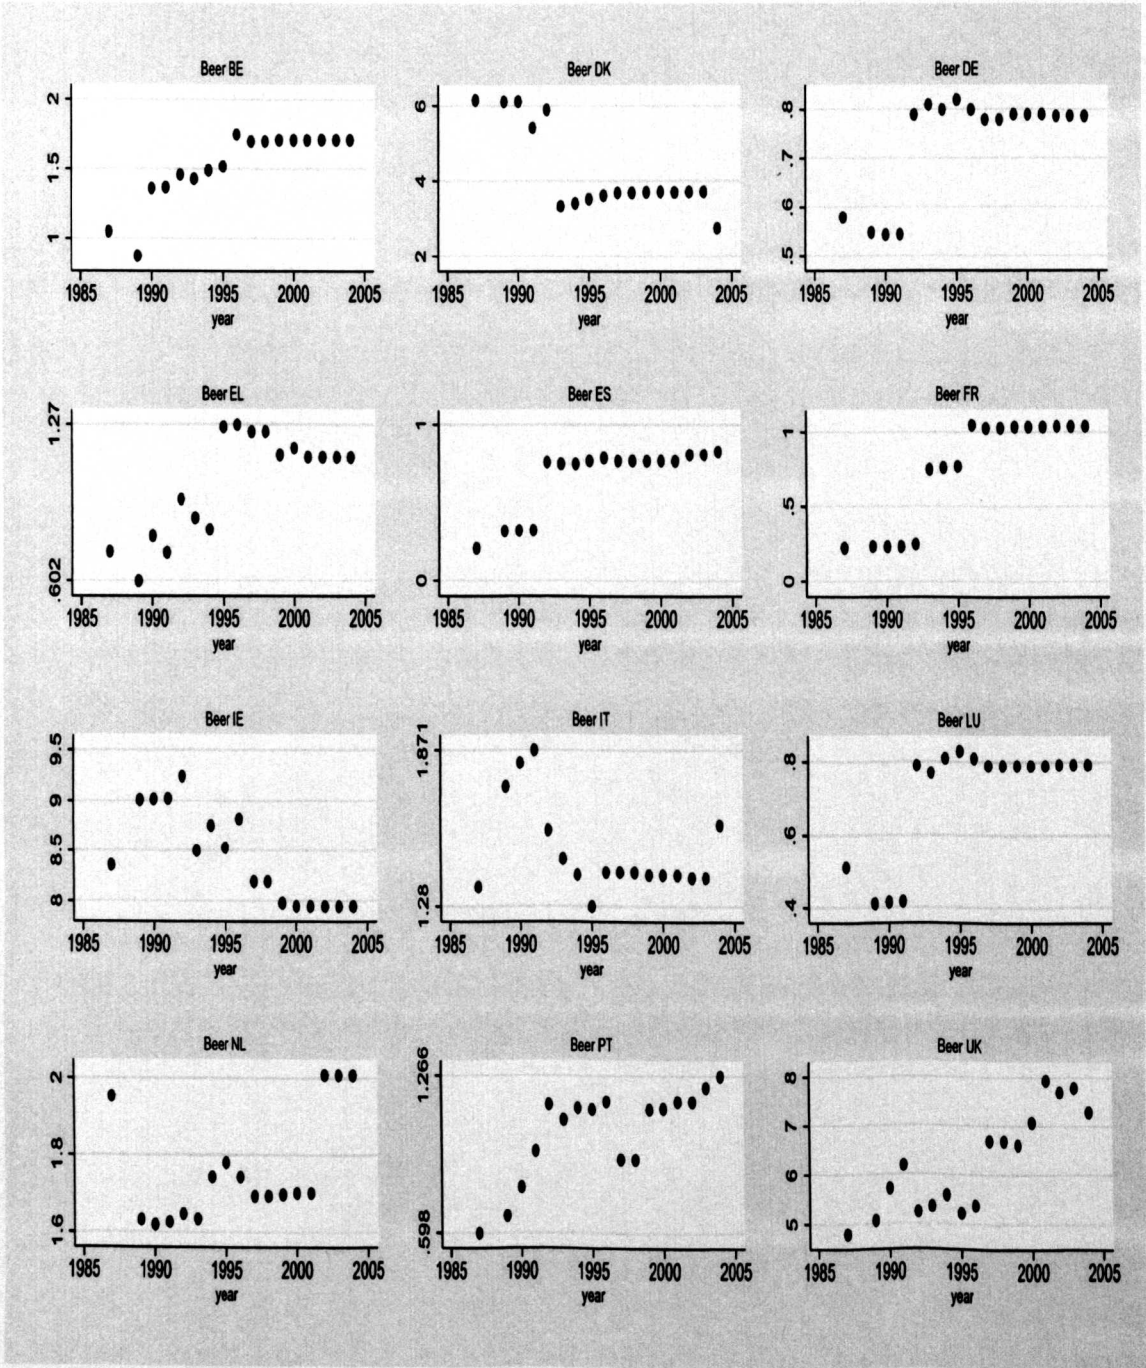 Beer BE
2
1.5
1
1985 1990 1995 2000 2005
year
Beer DK
6
4
2
1985 1990 1995 2000 2005
year
Beer DE
.8
.7
.6
.5
1985 1990 1995 2000 2005
year
Beer EL
1.27
.602
1985 1990 1995 2000 2005
year
Beer ES
1
0
1985 1990 1995 2000 2005
year
Beer FR
1
.5
0
1985 1990 1995 2000 2005
year
Beer IE
9.5
9
8.5
8
1985 1990 1995 2000 2005
year
Beer IT
1.871
1.28
1985 1990 1995 2000 2005
year
Beer LU
.8
.6
.4
1985 1990 1995 2000 2005
year
Beer NL
2
1.8
1.6
1985 1990 1995 2000 2005
year
Beer PT
1.266
.598
1985 1990 1995 2000 2005
year
Beer UK
8
7
6
5
1985 1990 1995 2000 2005
year